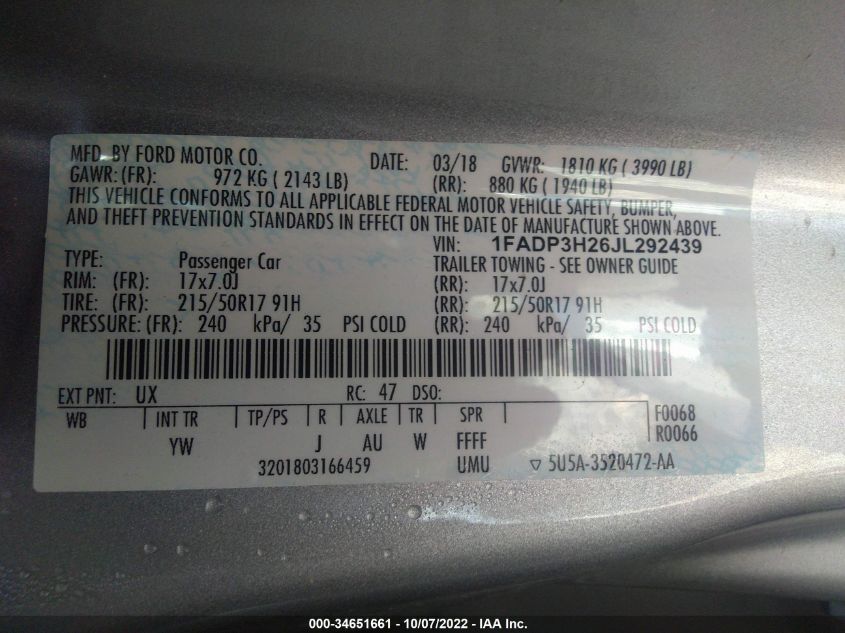 MFD. BY FORD MOTOR CO. DATE: 03/18 GVWR: 1810 KG ( 3990 LB)
GAWR: (FR): 972 KG ( 2143 LB) (RR): 880 KG ( 1940 LB)
THIS VEHICLE CONFORMS TO ALL APPLICABLE FEDERAL MOTOR VEHICLE SAFETY, BUMPER,
AND THEFT PREVENTION STANDARDS IN EFFECT ON THE DATE OF MANUFACTURE SHOWN ABOVE.
VIN: 1FADP3H26JL292439
TYPE: Passenger Car TRAILER TOWING - SEE OWNER GUIDE
RIM: (FR): 17x7.0J (RR): 17x7.0J
TIRE: (FR): 215/50R17 91H (RR): 215/50R17 91H
PRESSURE: (FR): 240 kPa/ 35 PSI COLD (RR): 240 kPa/ 35 PSI COLD
EXT PNT: UX RC: 47 DSO:
WB INT TR TP/PS R AXLE TR SPR F0068
YW J AU W FFFF R0066
3201803166459 UMU ▽ 5U5A-3520472-AA
000-34651661 - 10/07/2022 - IAA Inc.